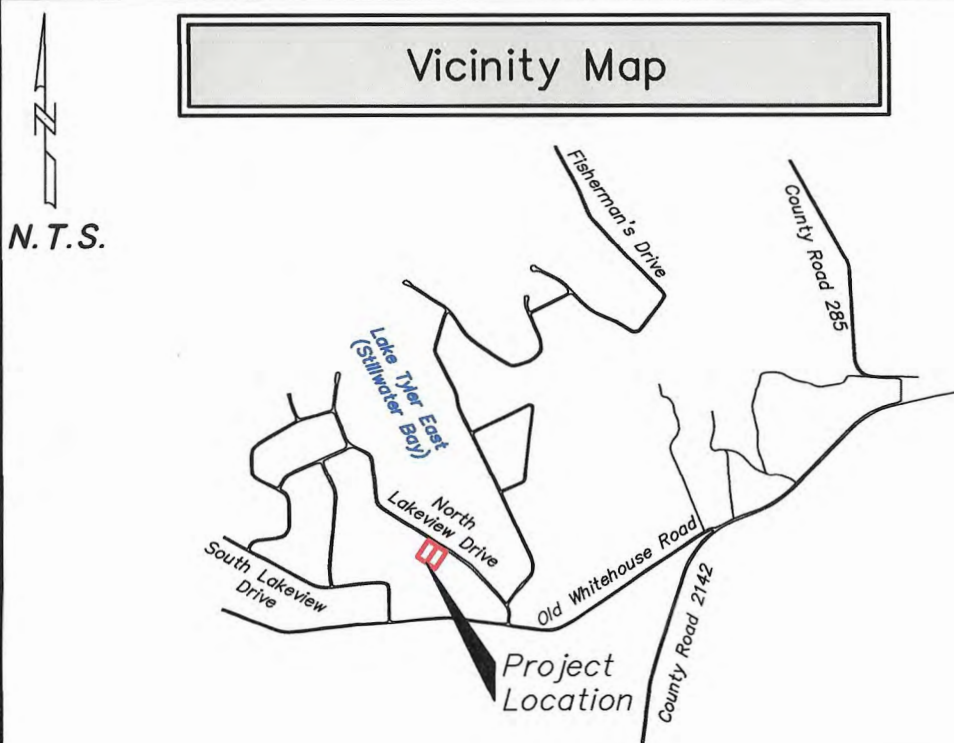 Vicinity Map
N
N.T.S.
Fisherman's Drive
County Road 285
Lake Tyler East
(Stillwater Bay)
North
Lakeview Drive
South Lakeview
Drive
Old Whitehouse Road
County Road 2142
Project
Location